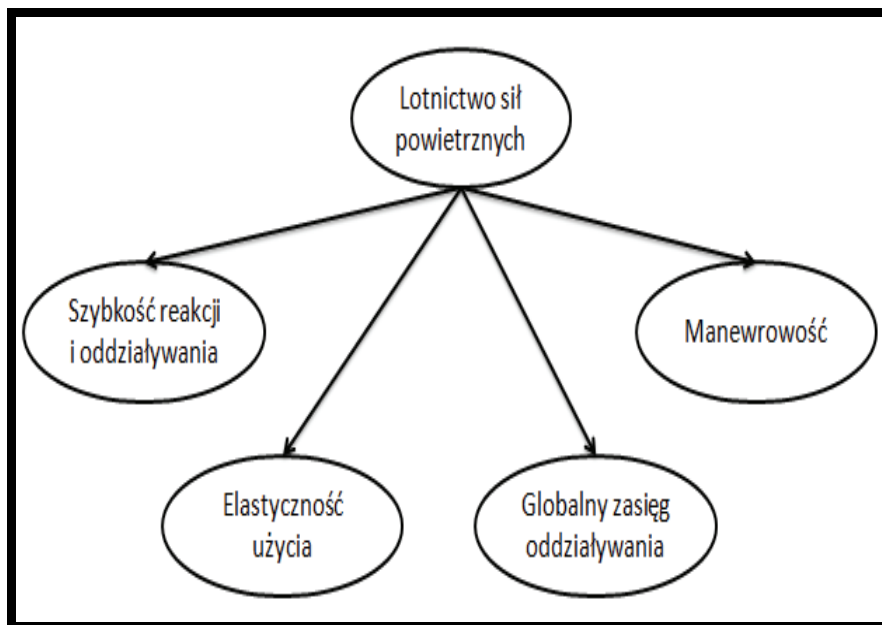 Lotnictwo sił
powietrznych
Szybkość reakcji
i oddziaływania
Manewrowość
Elastyczność
użycia
Globalny zasięg
oddziaływania